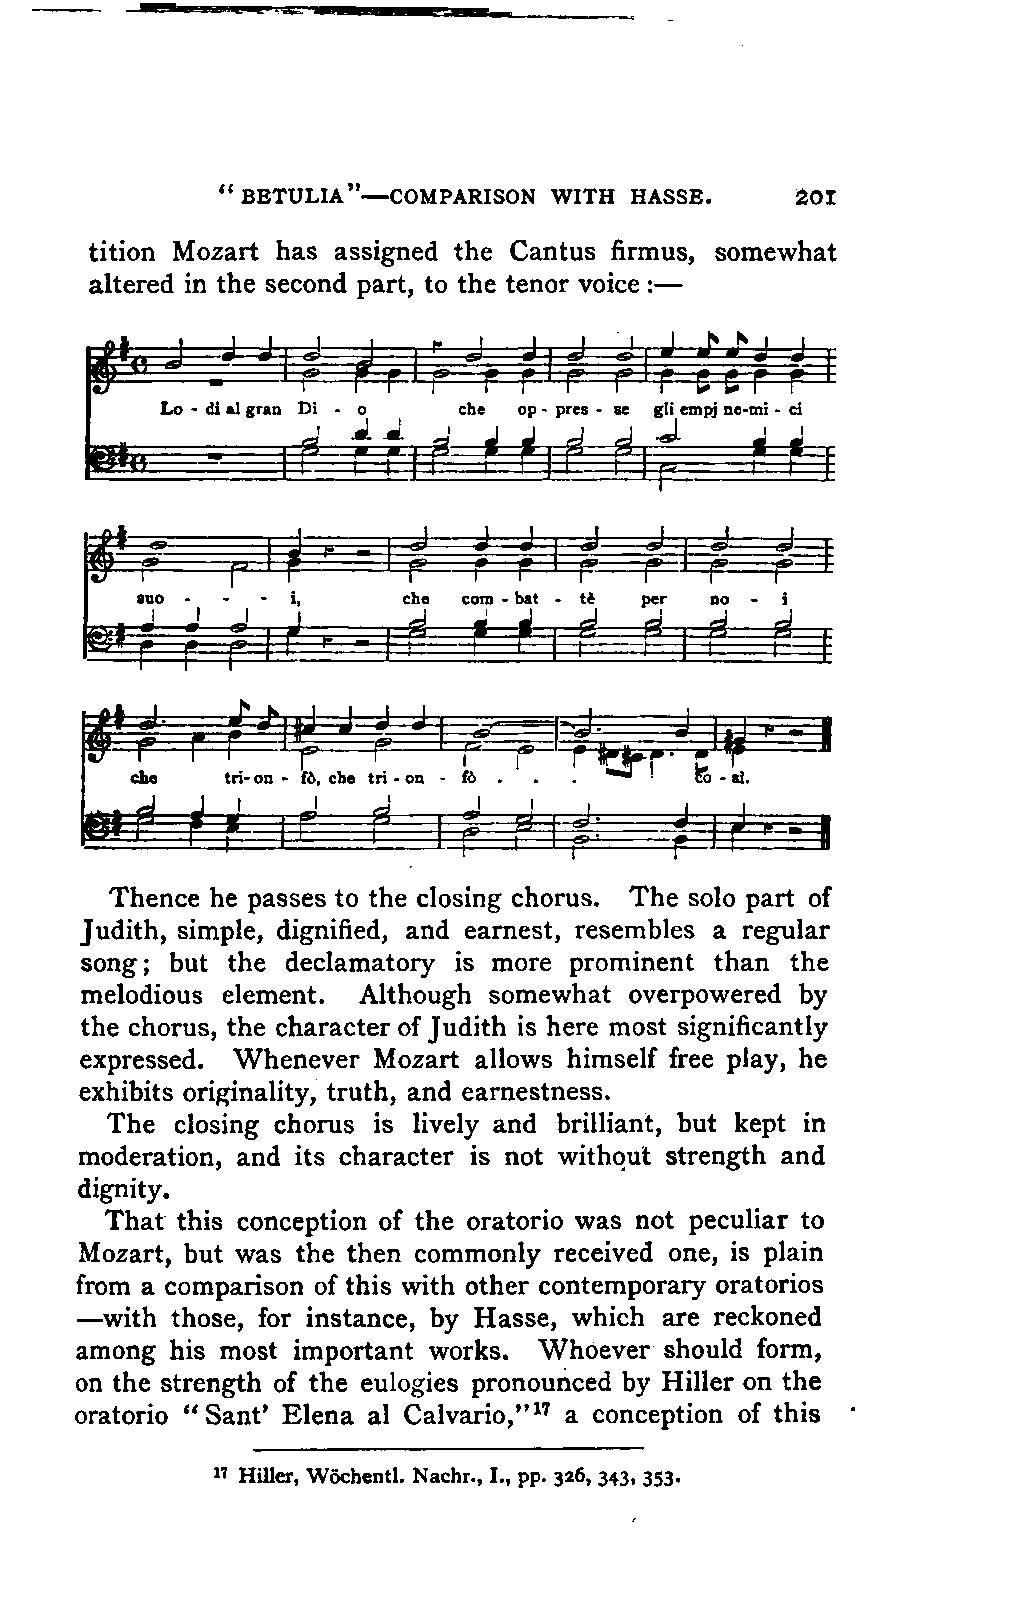 "BETULIA"—COMPARISON WITH HASSE. 201
tition Mozart has assigned the Cantus firmus, somewhat
altered in the second part, to the tenor voice :—
Lo - di al gran Di - o che op - pres - se gli empj ne-mi - ci
suo - - - i, che com - bat - tè per no - i
che tri-on - fò, che tri - on - fò . . . co - sì.
Thence he passes to the closing chorus. The solo part of
Judith, simple, dignified, and earnest, resembles a regular
song; but the declamatory is more prominent than the
melodious element. Although somewhat overpowered by
the chorus, the character of Judith is here most significantly
expressed. Whenever Mozart allows himself free play, he
exhibits originality, truth, and earnestness.
The closing chorus is lively and brilliant, but kept in
moderation, and its character is not without strength and
dignity.
That this conception of the oratorio was not peculiar to
Mozart, but was the then commonly received one, is plain
from a comparison of this with other contemporary oratorios
—with those, for instance, by Hasse, which are reckoned
among his most important works. Whoever should form,
on the strength of the eulogies pronounced by Hiller on the
oratorio "Sant' Elena al Calvario,"17 a conception of this
17 Hiller, Wöchentl. Nachr., I., pp. 326, 343, 353.